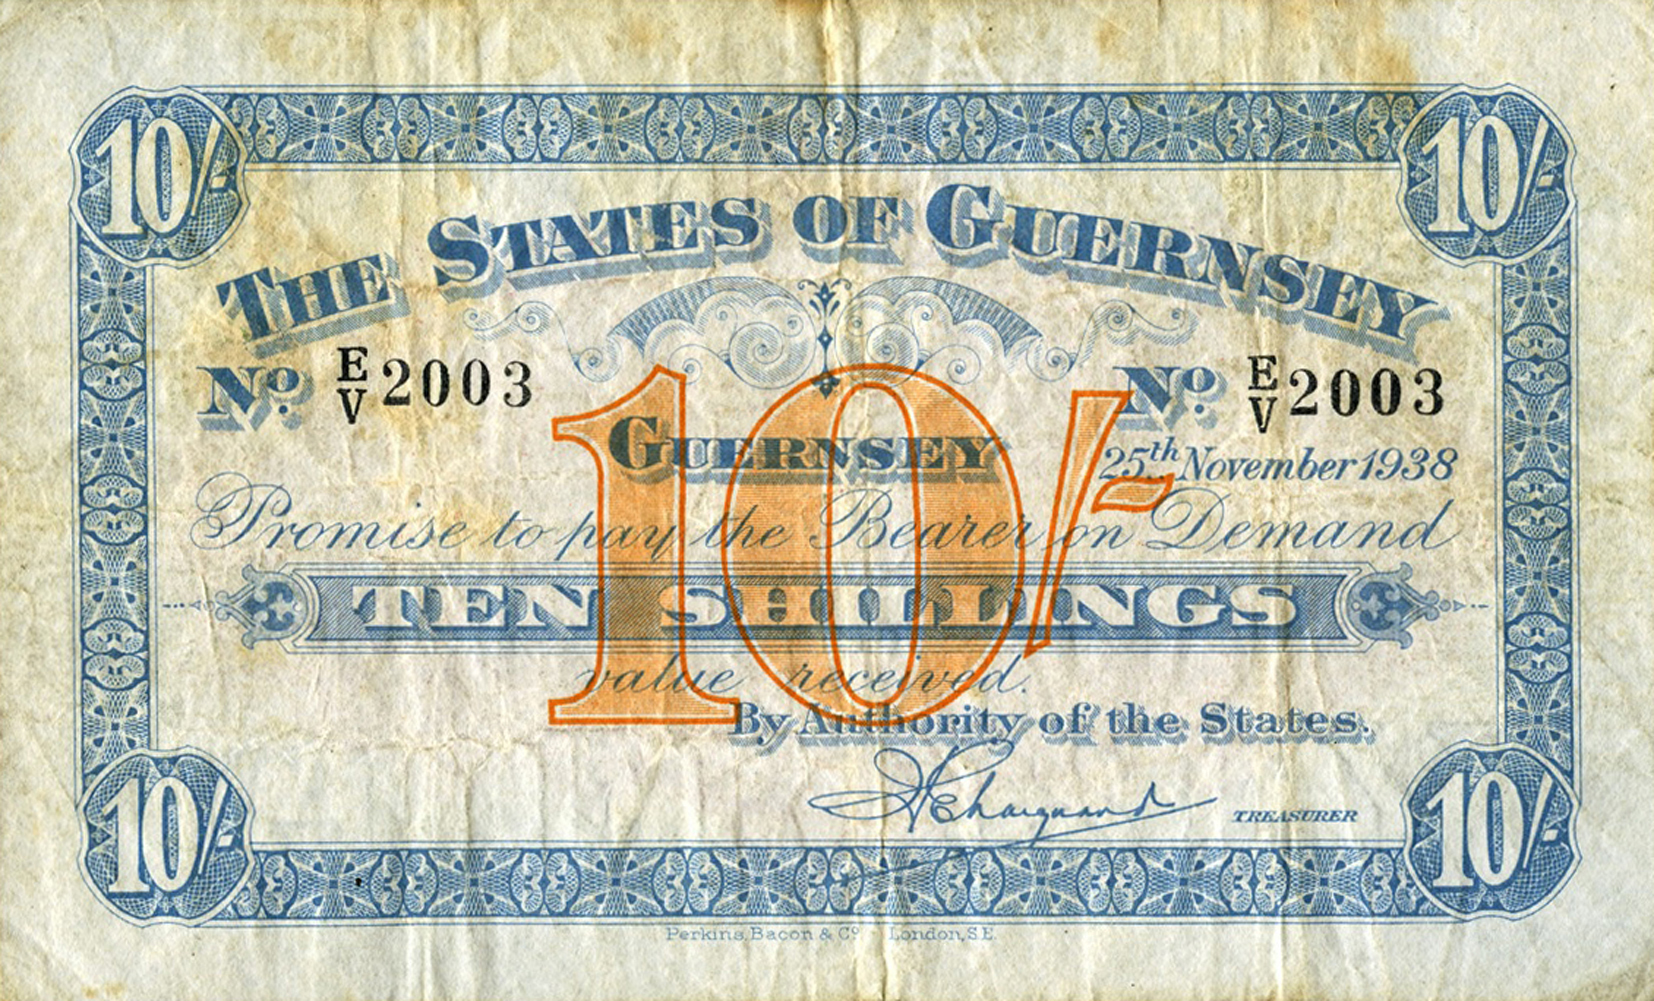 10/- 10/-
THE STATES OF GUERNSEY
No. E/V 2003 No. E/V 2003
10/-
GUERNSEY 25th November 1938
Promise to pay the Bearer on Demand
TEN SHILLINGS
value received.
By Authority of the States.
TREASURER
10/- 10/-
Perkins, Bacon & Co. London, S.E.